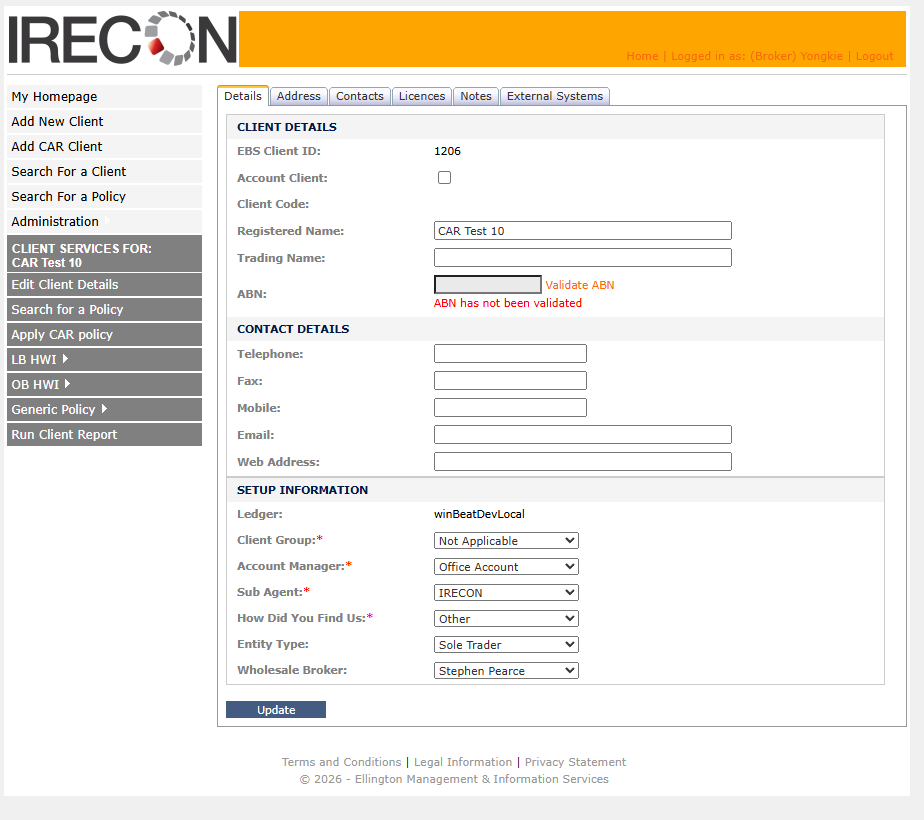 IRECON
Home | Logged in as: (Broker) Yongkie | Logout
My Homepage
Add New Client
Add CAR Client
Search For a Client
Search For a Policy
Administration
CLIENT SERVICES FOR:
CAR Test 10
Edit Client Details
Search for a Policy
Apply CAR policy
LB HWI
OB HWI
Generic Policy
Run Client Report
Details Address Contacts Licences Notes External Systems
CLIENT DETAILS
EBS Client ID: 1206
Account Client:
Client Code:
Registered Name: CAR Test 10
Trading Name:
ABN: Validate ABN
ABN has not been validated
CONTACT DETAILS
Telephone:
Fax:
Mobile:
Email:
Web Address:
SETUP INFORMATION
Ledger: winBeatDevLocal
Client Group:* Not Applicable
Account Manager:* Office Account
Sub Agent:* IRECON
How Did You Find Us:* Other
Entity Type: Sole Trader
Wholesale Broker: Stephen Pearce
Update
Terms and Conditions | Legal Information | Privacy Statement
© 2026 - Ellington Management & Information Services